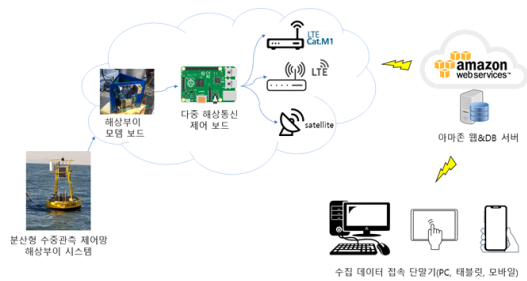 LTE
Cat.M1
LTE
satellite
해상부이
모뎀 보드
다중 해상통신
제어 보드
분산형 수중관측 제어망
해상부이 시스템
amazon
webservices™
아마존 웹&DB 서버
수집 데이터 접속 단말기(PC, 태블릿, 모바일)